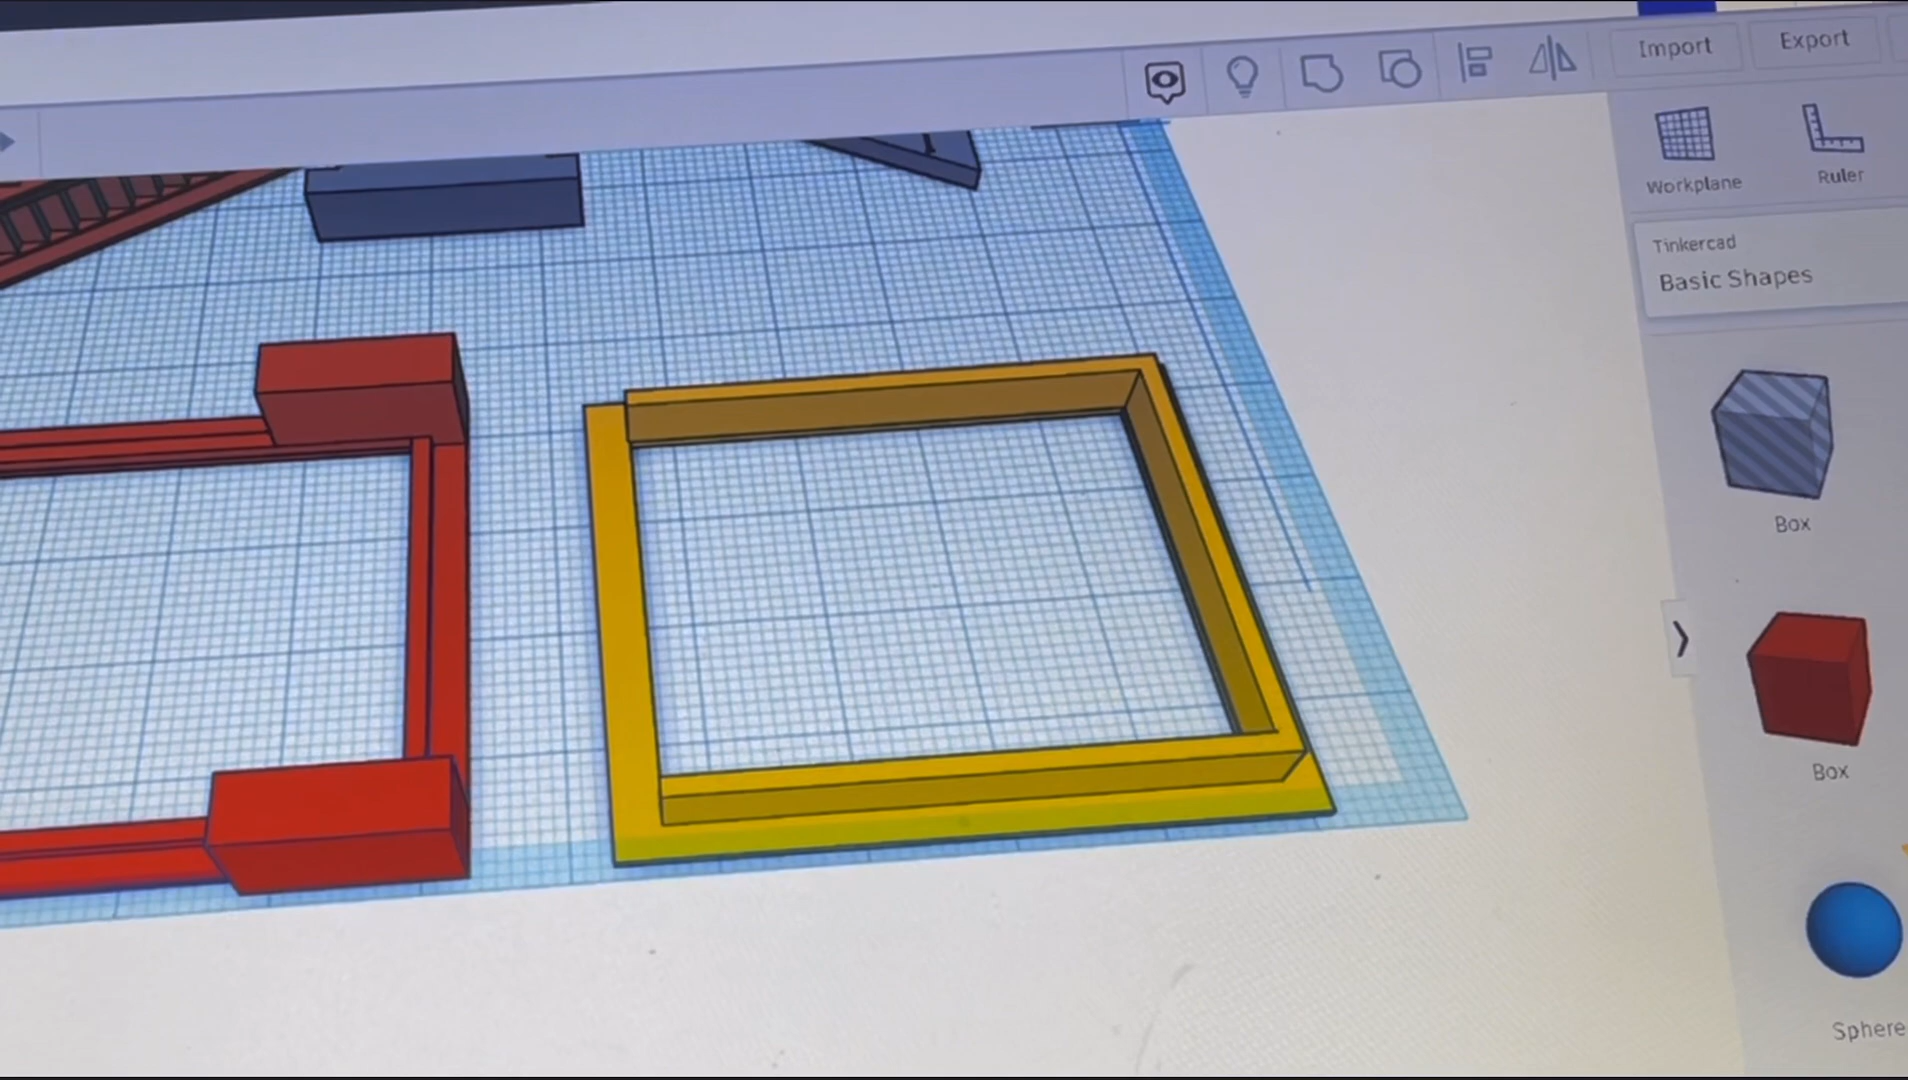 Import
Export
Workplane
Ruler
Tinkercad
Basic Shapes
Box
Box
Sphere